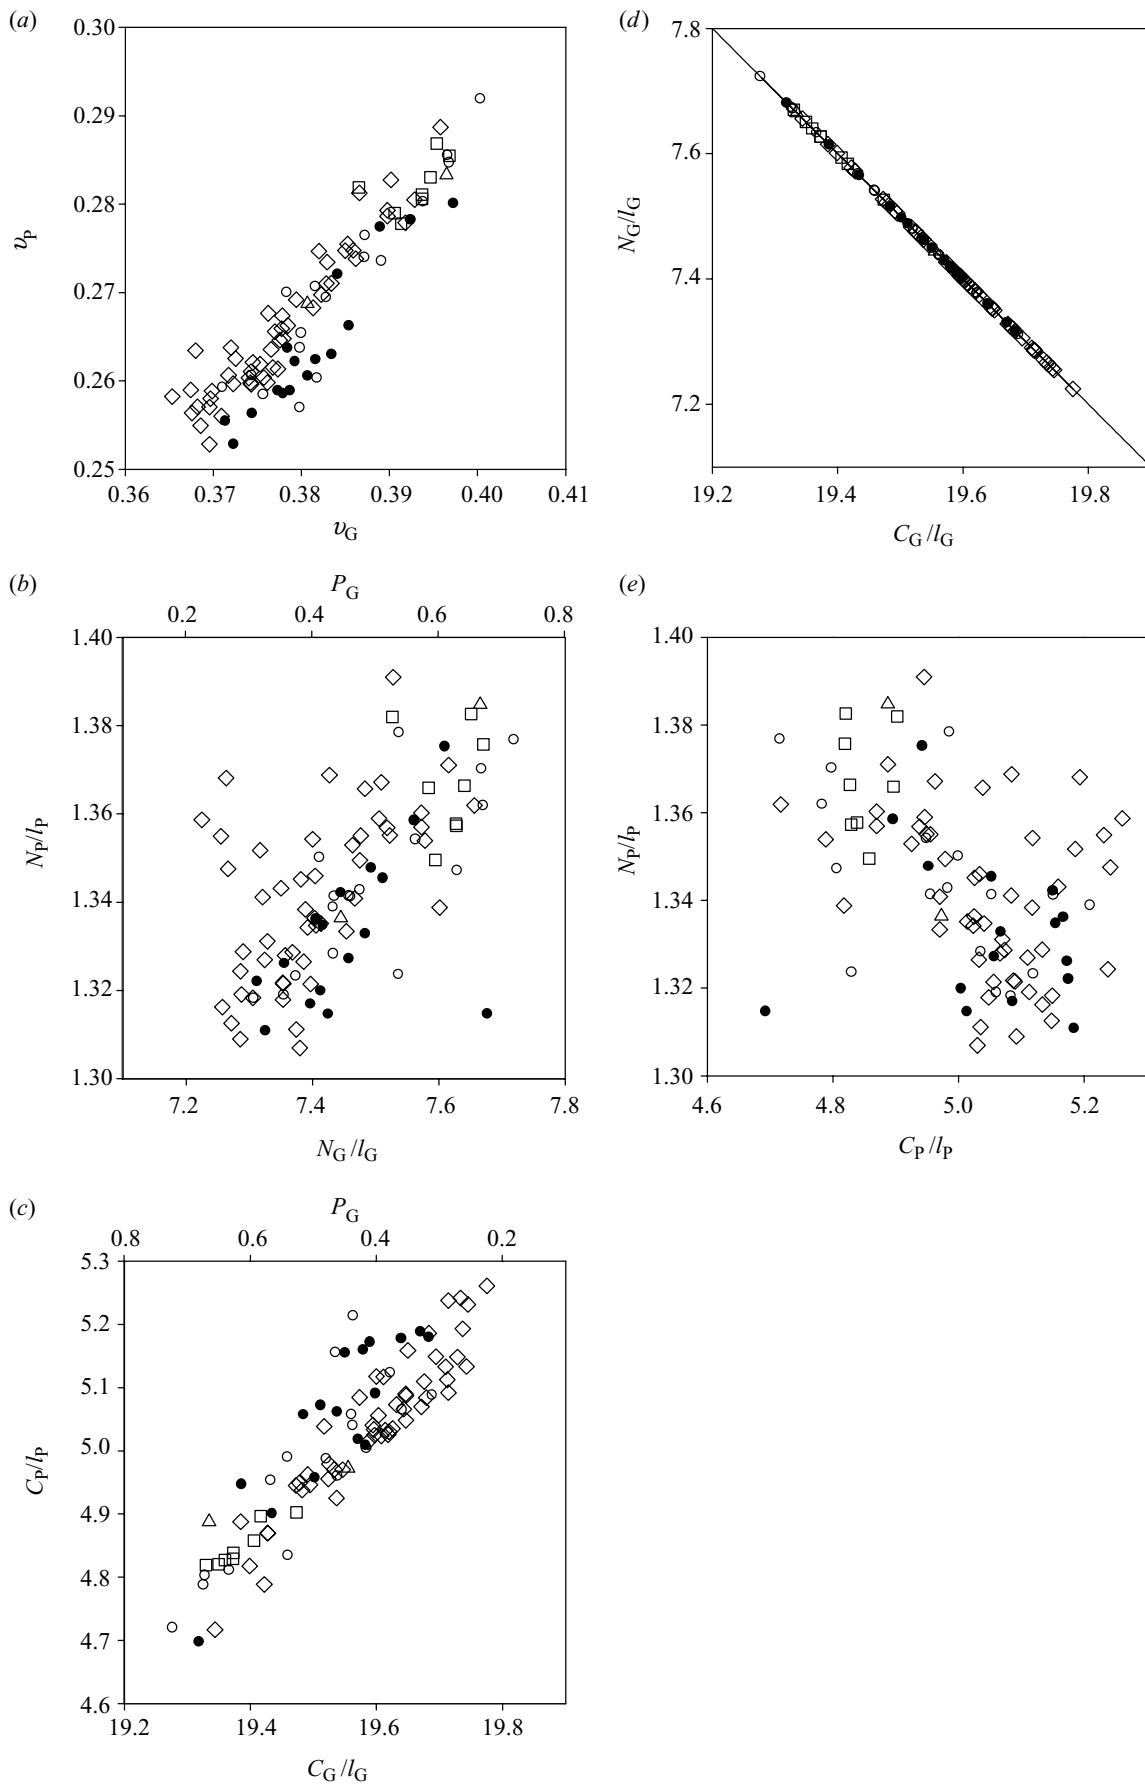 (a)
0.30
0.29
0.28
0.27
0.26
0.25
υP
0.36 0.37 0.38 0.39 0.40 0.41
υG
(d)
7.8
7.6
7.4
7.2
NG/lG
19.2 19.4 19.6 19.8
CG/lG
(b)
PG
0.2 0.4 0.6 0.8
1.40
1.38
1.36
1.34
1.32
1.30
NP/lP
7.2 7.4 7.6 7.8
NG/lG
(e)
1.40
1.38
1.36
1.34
1.32
1.30
NP/lP
4.6 4.8 5.0 5.2
CP/lP
(c)
PG
0.8 0.6 0.4 0.2
5.3
5.2
5.1
5.0
4.9
4.8
4.7
4.6
CP/lP
19.2 19.4 19.6 19.8
CG/lG